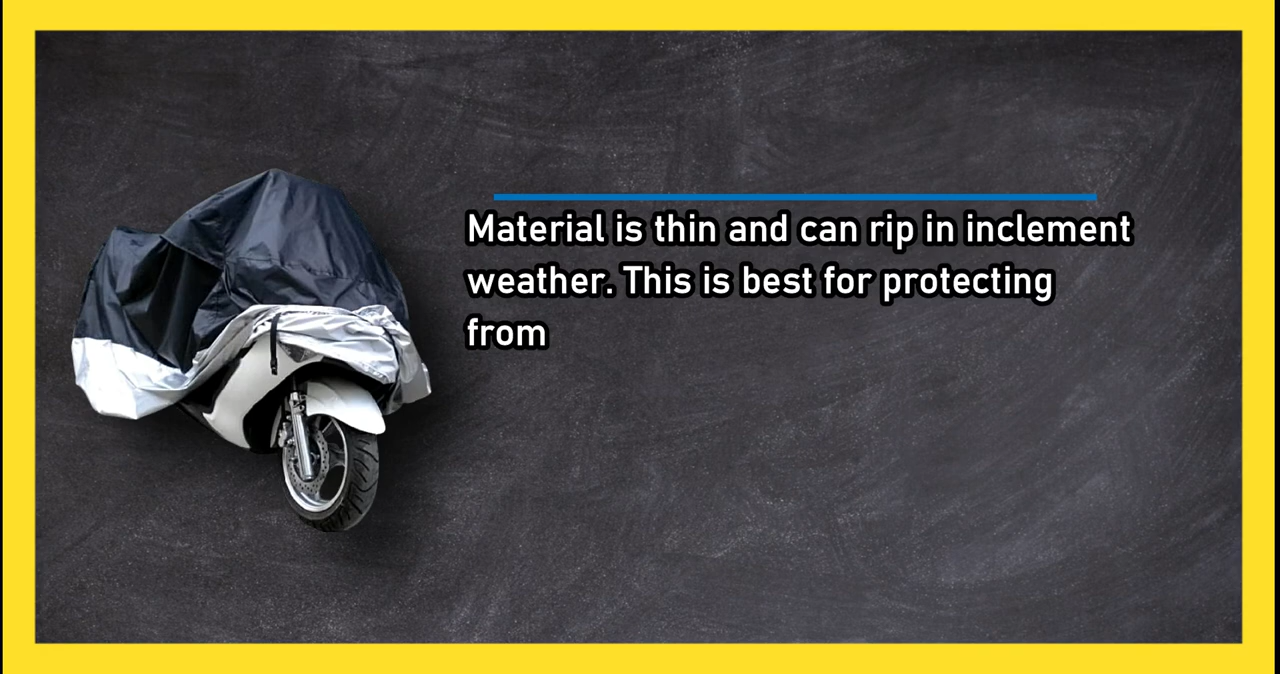 Material is thin and can rip in inclement
weather. This is best for protecting
from